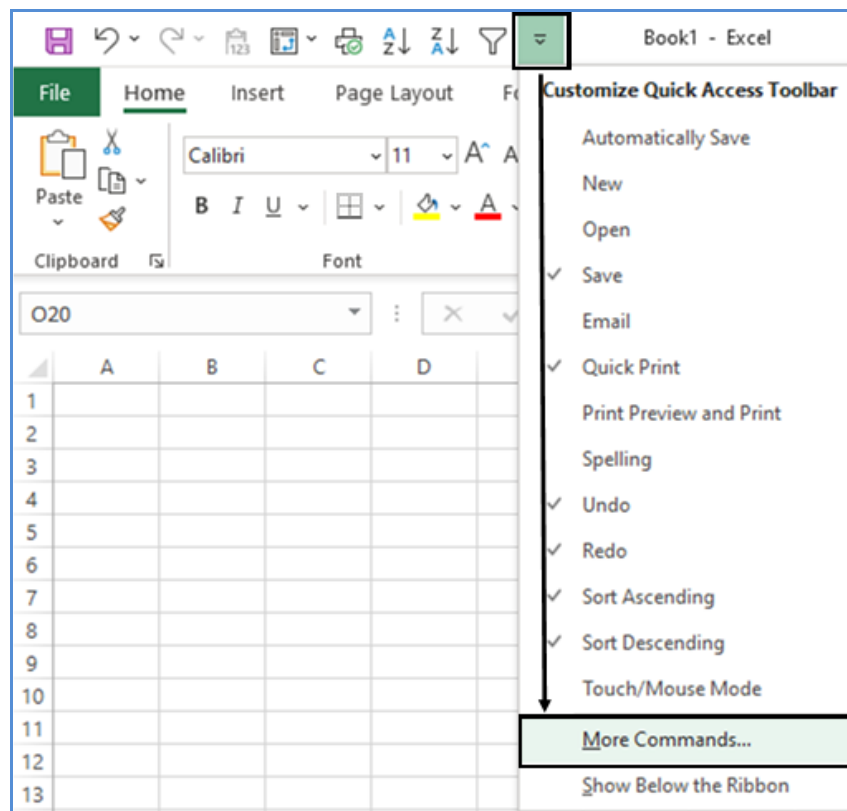 123
A
Z
Z
A
Book1 - Excel
File Home Insert Page Layout
Customize Quick Access Toolbar
Automatically Save
New
Open
Save
Email
Quick Print
Print Preview and Print
Spelling
Undo
Redo
Sort Ascending
Sort Descending
Touch/Mouse Mode
More Commands...
Show Below the Ribbon
Paste
Calibri 11 A A
B I U A
Clipboard Font
O20
A B C D
1
2
3
4
5
6
7
8
9
10
11
12
13